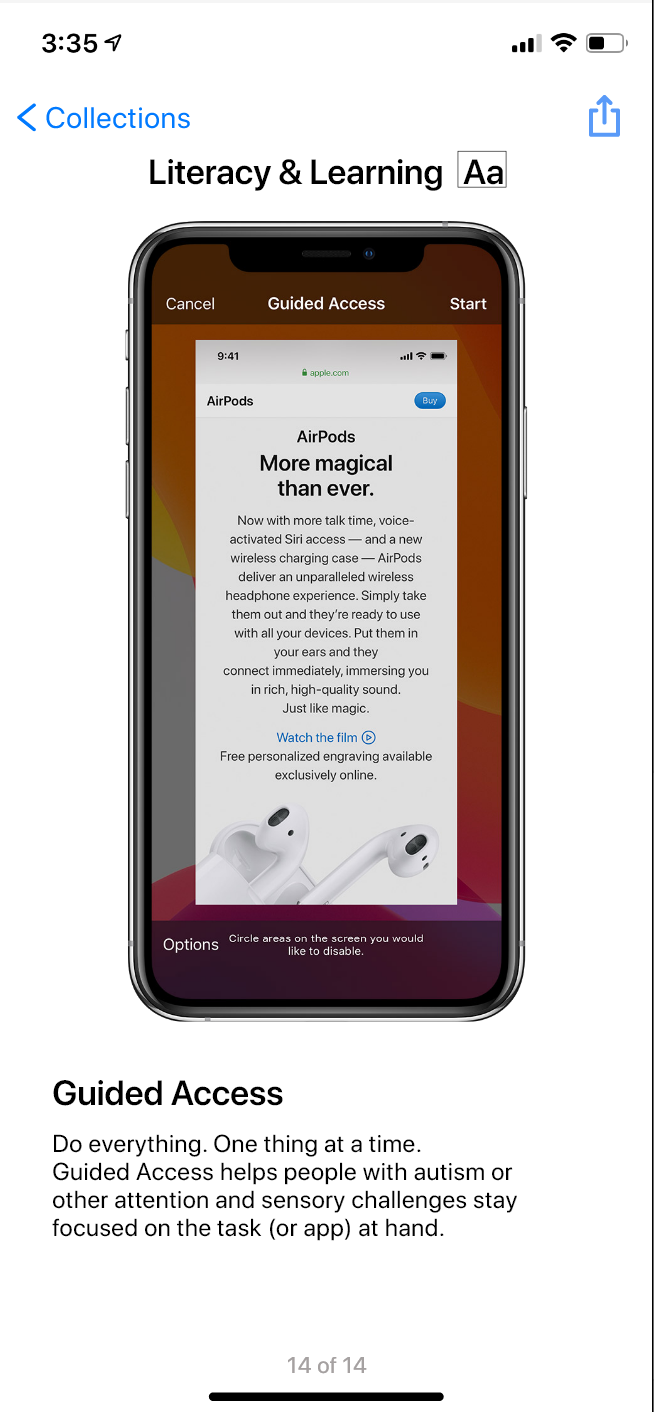 3:35
Collections
Literacy & Learning Aa
Cancel Guided Access Start
9:41
apple.com
AirPods Buy
AirPods
More magical
than ever.
Now with more talk time, voice-
activated Siri access — and a new
wireless charging case — AirPods
deliver an unparalleled wireless
headphone experience. Simply take
them out and they’re ready to use
with all your devices. Put them in
your ears and they
connect immediately, immersing you
in rich, high-quality sound.
Just like magic.
Watch the film
Free personalized engraving available
exclusively online.
Options Circle areas on the screen you would
like to disable.
Guided Access
Do everything. One thing at a time.
Guided Access helps people with autism or
other attention and sensory challenges stay
focused on the task (or app) at hand.
14 of 14